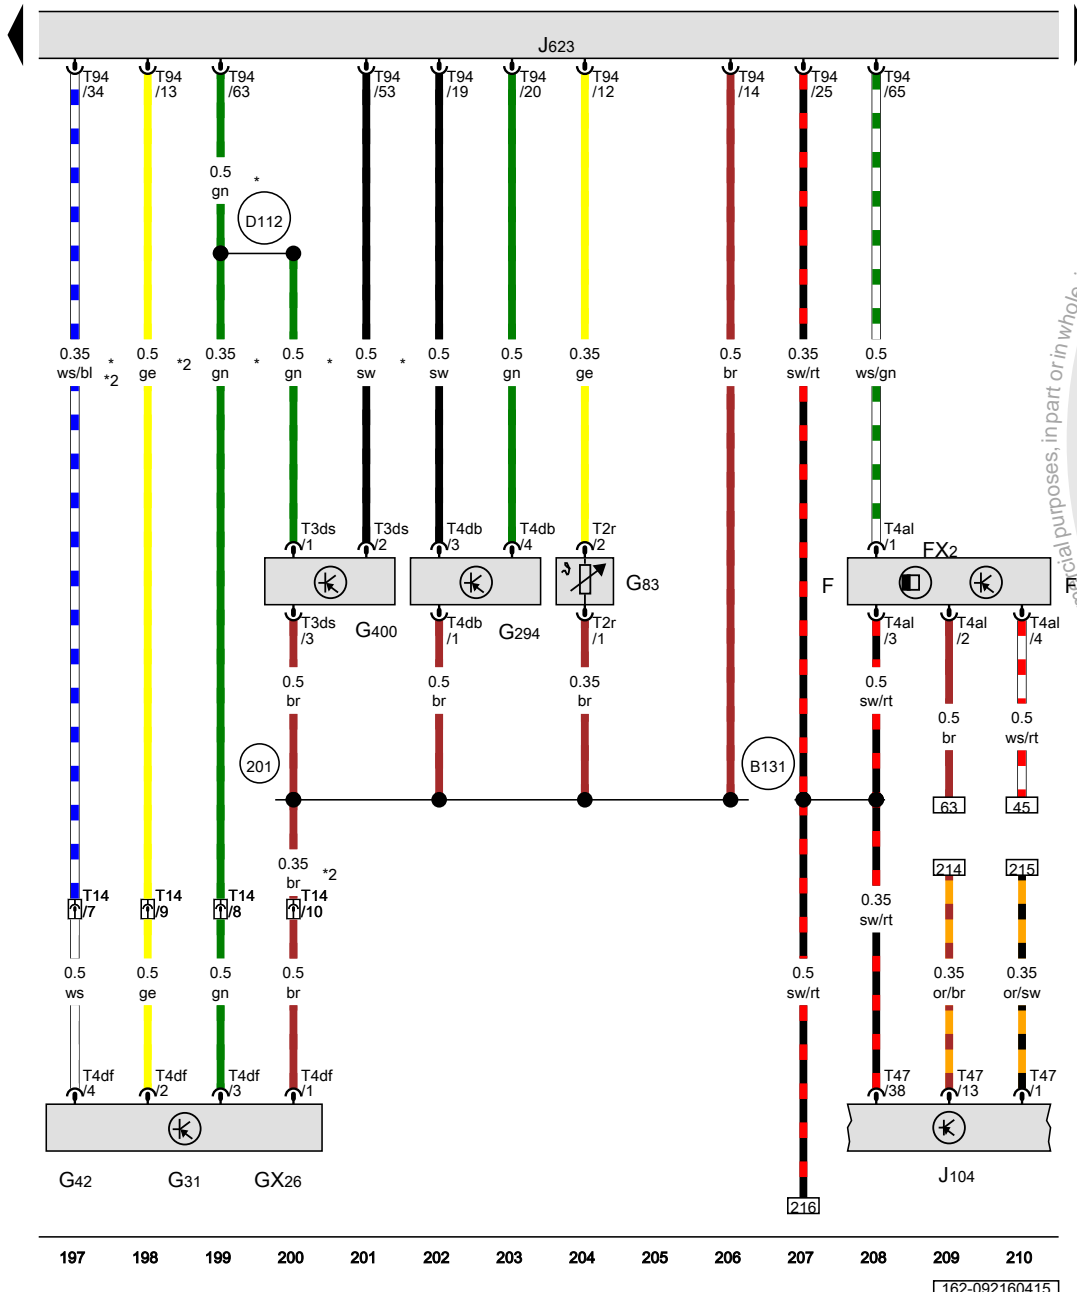 J623
T94 T94 T94 T94 T94 T94 T94 T94 T94 T94
/34 /13 /63 /53 /19 /20 /12 /14 /25 /65
0.5 *
gn
D112
0.35 * 0.5 *2 0.35 * 0.5 * 0.5 * 0.5 0.5 0.35 0.5 0.35 0.5
ws/bl *2 ge gn gn sw sw gn ge br sw/rt ws/gn
cial purposes, in part or in whole
T3ds T3ds T4db T4db T2r T4al
/1 /2 /3 /4 /2 /1
FX2
G83 F
T3ds T4db T2r T4al T4al T4al
/3 /1 /1 /3 /2 /4
G400 G294
0.5 0.5 0.35 0.5
br br br sw/rt
0.5 0.5
br ws/rt
201 B131
63 45
0.35 *2
br
214 215
T14 T14 T14 T14
/7 /9 /8 /10
0.35
sw/rt
0.5 0.5 0.5 0.5 0.5 0.35 0.35
ws ge gn br sw/rt or/br or/sw
T4df T4df T4df T4df T47 T47 T47
/4 /2 /3 /1 /38 /13 /1
G42 G31 GX26 J104
216
197 198 199 200 201 202 203 204 205 206 207 208 209 210
162-092160415